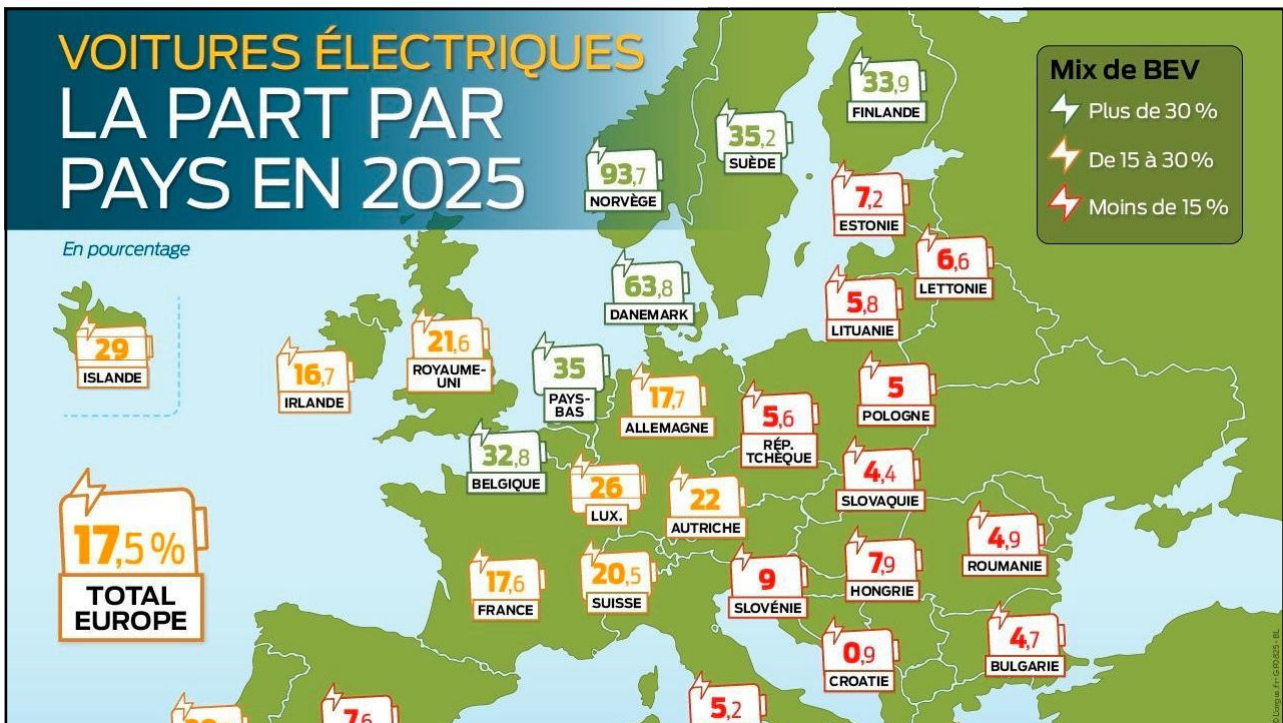 VOITURES ÉLECTRIQUES
LA PART PAR
PAYS EN 2025
En pourcentage
Mix de BEV
Plus de 30 %
De 15 à 30 %
Moins de 15 %
33,9
FINLANDE
35,2
SUÈDE
93,7
NORVÈGE
7,2
ESTONIE
6,6
LETTONIE
63,8
DANEMARK
5,8
LITUANIE
29
ISLANDE
16,7
IRLANDE
21,6
ROYAUME-
UNI
35
PAYS-
BAS
17,7
ALLEMAGNE
5
POLOGNE
5,6
RÉP.
TCHÈQUE
32,8
BELGIQUE
26
LUX.
22
AUTRICHE
4,4
SLOVAQUIE
17,5 %
TOTAL
EUROPE
4,9
ROUMANIE
17,6
FRANCE
20,5
SUISSE
9
SLOVÉNIE
7,9
HONGRIE
0,9
CROATIE
4,7
BULGARIE
7,6
5,2